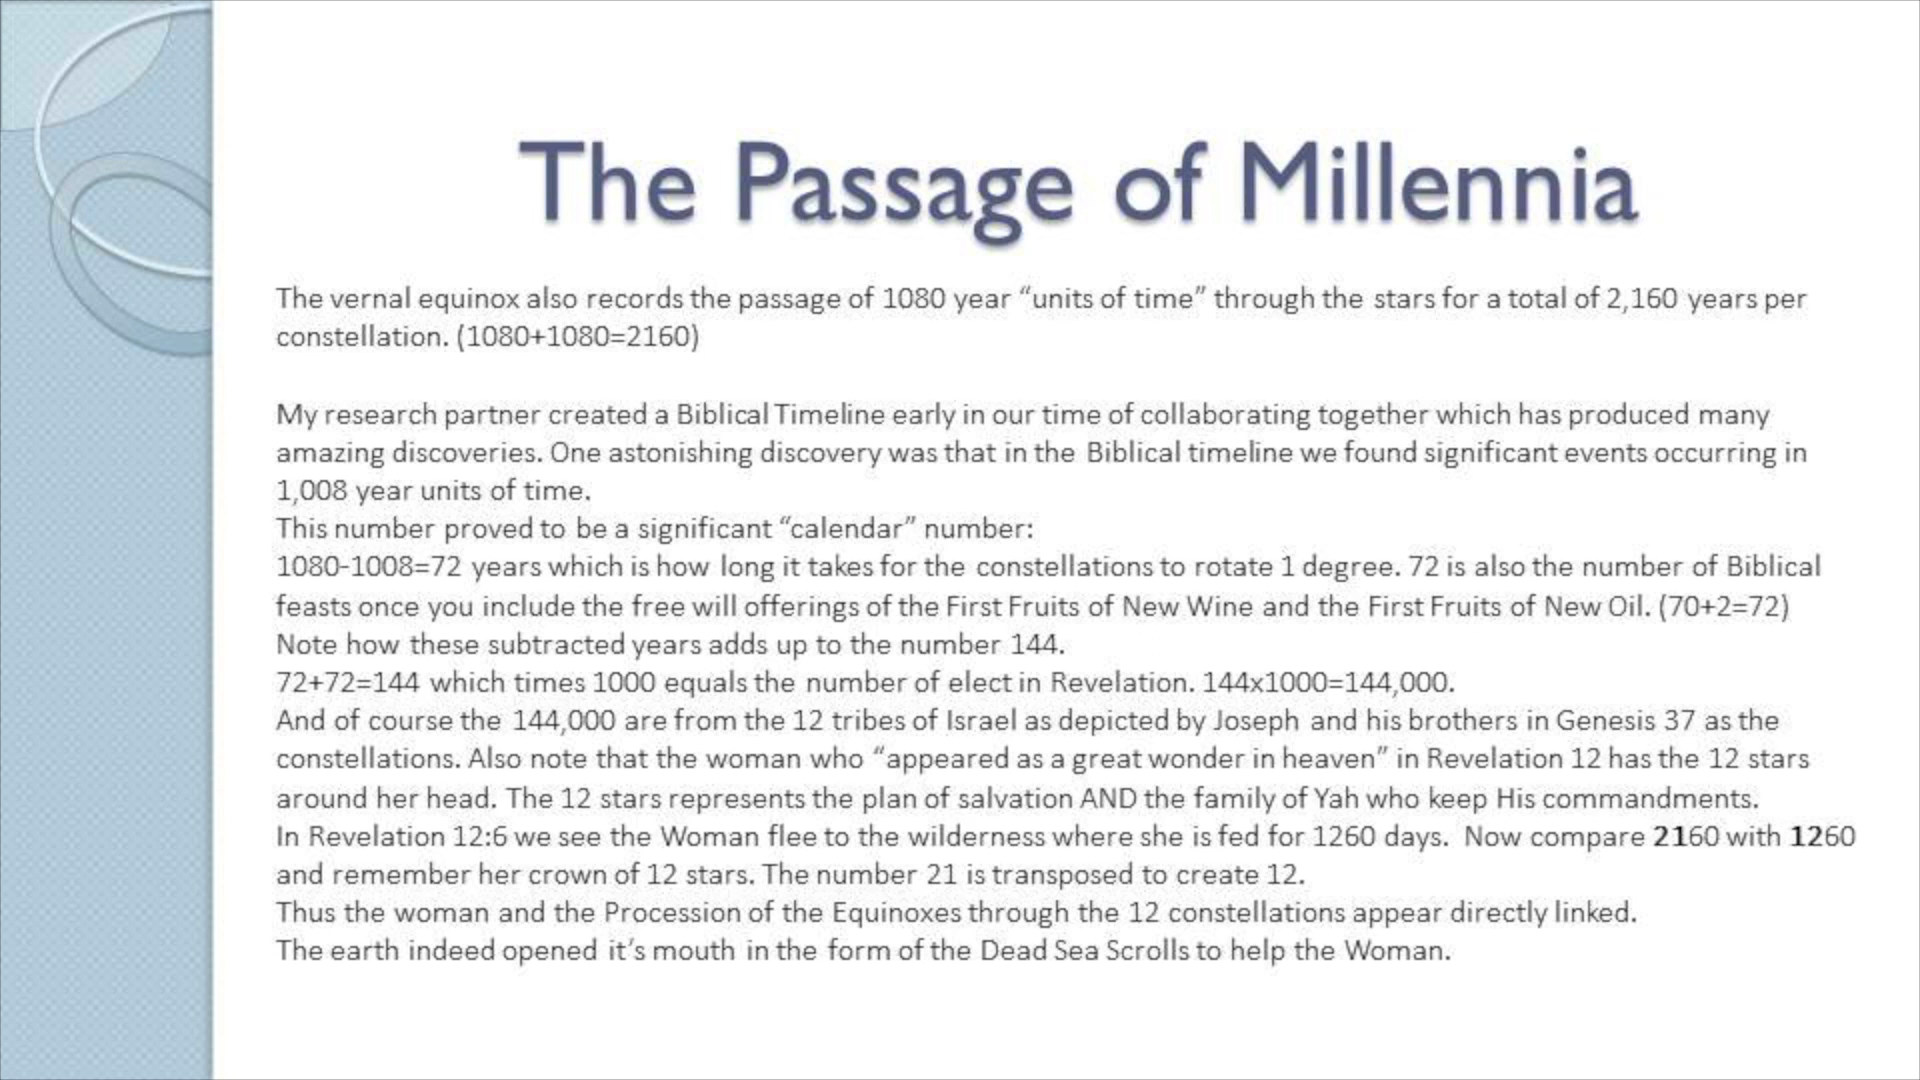 The Passage of Millennia
The vernal equinox also records the passage of 1080 year “units of time” through the stars for a total of 2,160 years per
constellation. (1080+1080=2160)
My research partner created a Biblical Timeline early in our time of collaborating together which has produced many
amazing discoveries. One astonishing discovery was that in the Biblical timeline we found significant events occurring in
1,008 year units of time.
This number proved to be a significant “calendar” number:
1080-1008=72 years which is how long it takes for the constellations to rotate 1 degree. 72 is also the number of Biblical
feasts once you include the free will offerings of the First Fruits of New Wine and the First Fruits of New Oil. (70+2=72)
Note how these subtracted years adds up to the number 144.
72+72=144 which times 1000 equals the number of elect in Revelation. 144x1000=144,000.
And of course the 144,000 are from the 12 tribes of Israel as depicted by Joseph and his brothers in Genesis 37 as the
constellations. Also note that the woman who “appeared as a great wonder in heaven” in Revelation 12 has the 12 stars
around her head. The 12 stars represents the plan of salvation AND the family of Yah who keep His commandments.
In Revelation 12:6 we see the Woman flee to the wilderness where she is fed for 1260 days.  Now compare 2160 with 1260
and remember her crown of 12 stars. The number 21 is transposed to create 12.
Thus the woman and the Procession of the Equinoxes through the 12 constellations appear directly linked.
The earth indeed opened it’s mouth in the form of the Dead Sea Scrolls to help the Woman.